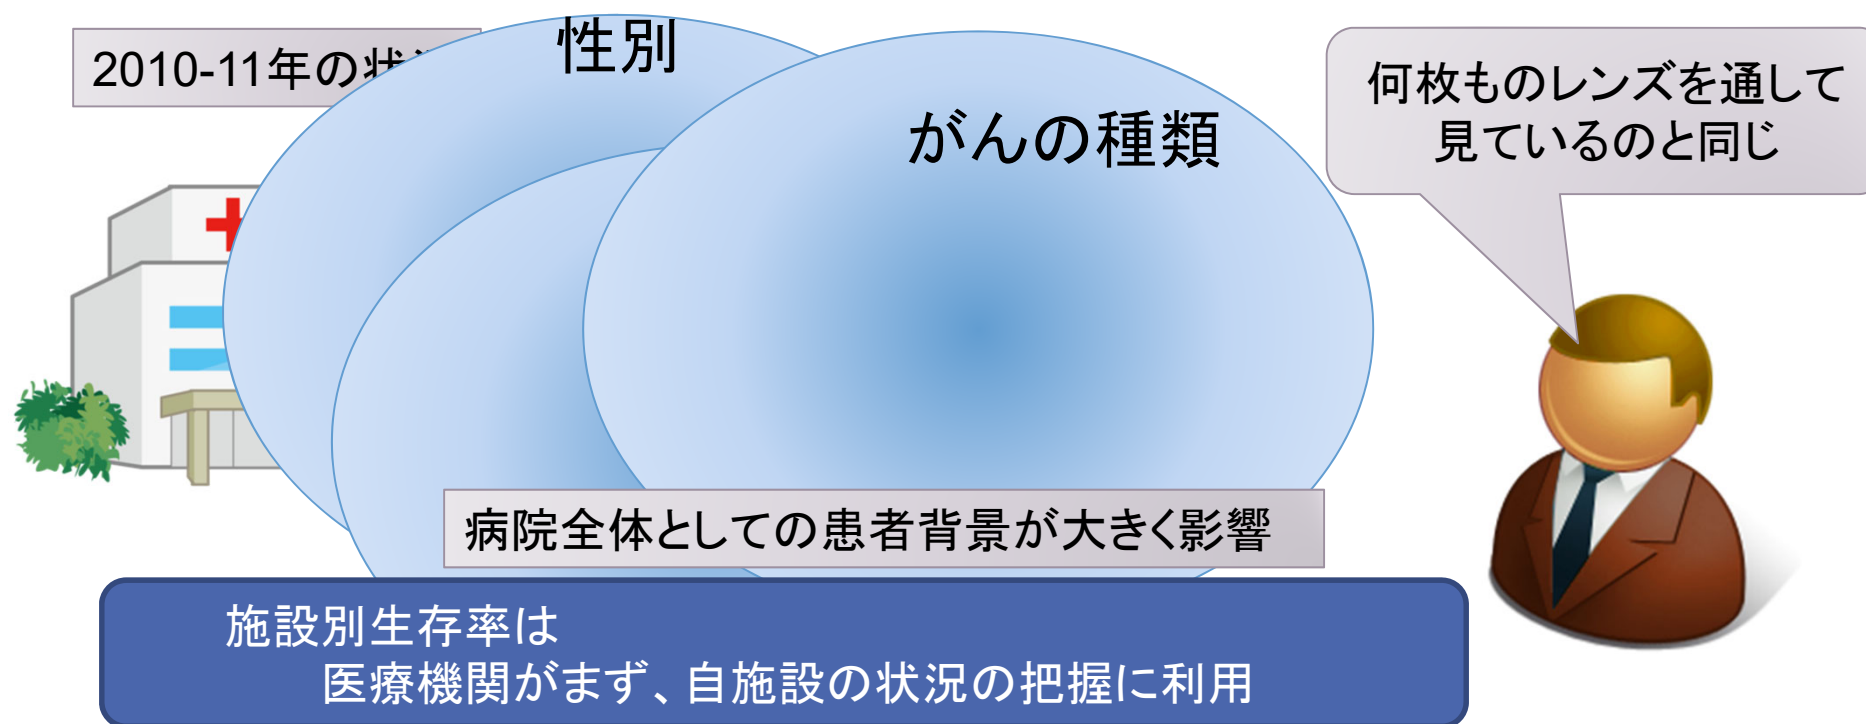 2010-11年の状
性別
がんの種類
何枚ものレンズを通して
見ているのと同じ
病院全体としての患者背景が大きく影響
施設別生存率は
医療機関がまず、自施設の状況の把握に利用